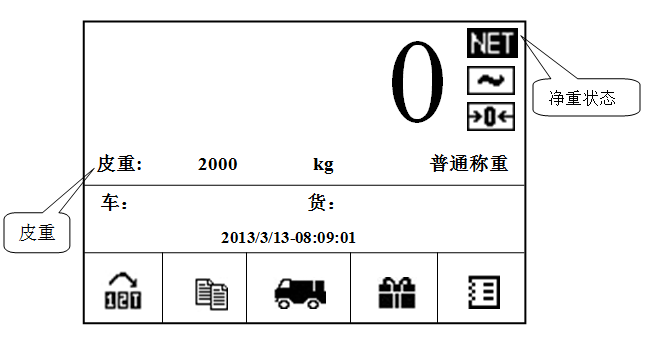 0
NET
净重状态
→0←
皮重: 2000 kg 普通称重
皮重
车: 货:
2013/3/13-08:09:01
12T